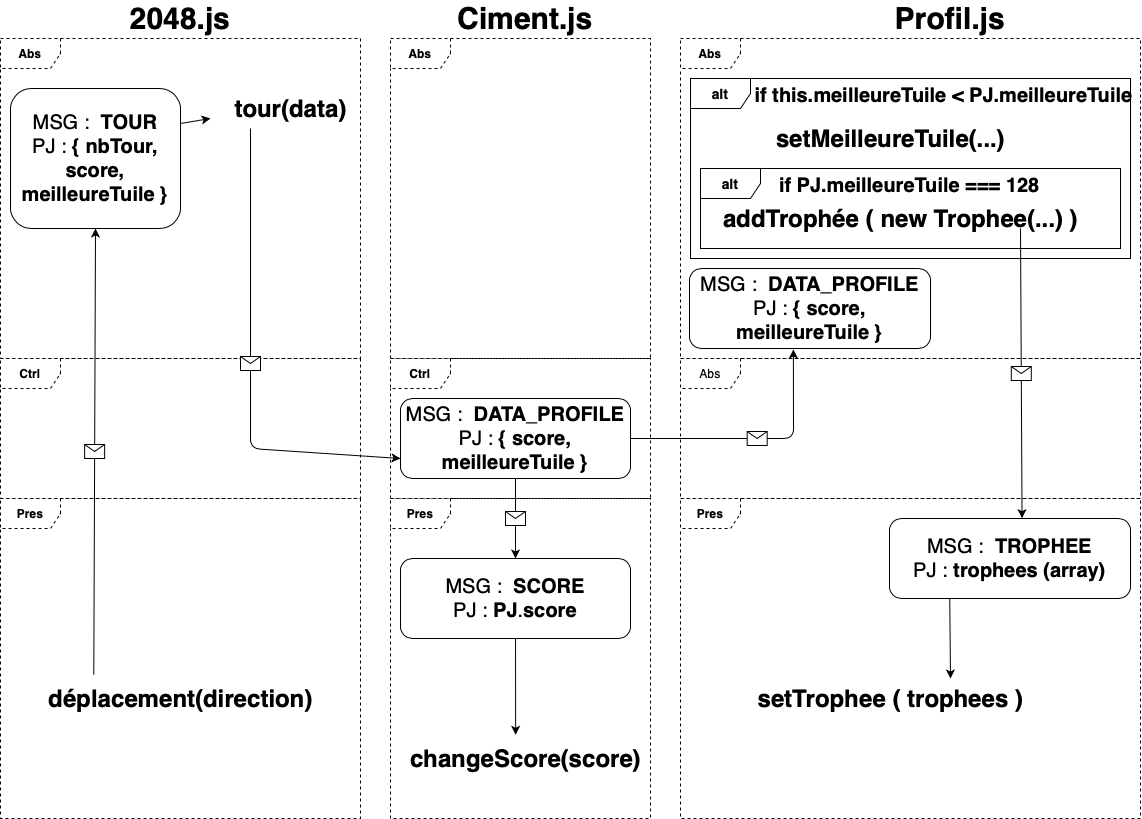 2048.js
Abs
MSG : TOUR
PJ : { nbTour,
score,
meilleureTuile }
tour(data)
Ctrl
Pres
déplacement(direction)
Ciment.js
Abs
Ctrl
MSG : DATA_PROFILE
PJ : { score,
meilleureTuile }
Pres
MSG : SCORE
PJ : PJ.score
changeScore(score)
Profil.js
Abs
alt
if this.meilleureTuile < PJ.meilleureTuile
setMeilleureTuile(...)
alt
if PJ.meilleureTuile === 128
addTrophée ( new Trophee(...) )
MSG : DATA_PROFILE
PJ : { score,
meilleureTuile }
Abs
Pres
MSG : TROPHEE
PJ : trophees (array)
setTrophee ( trophees )